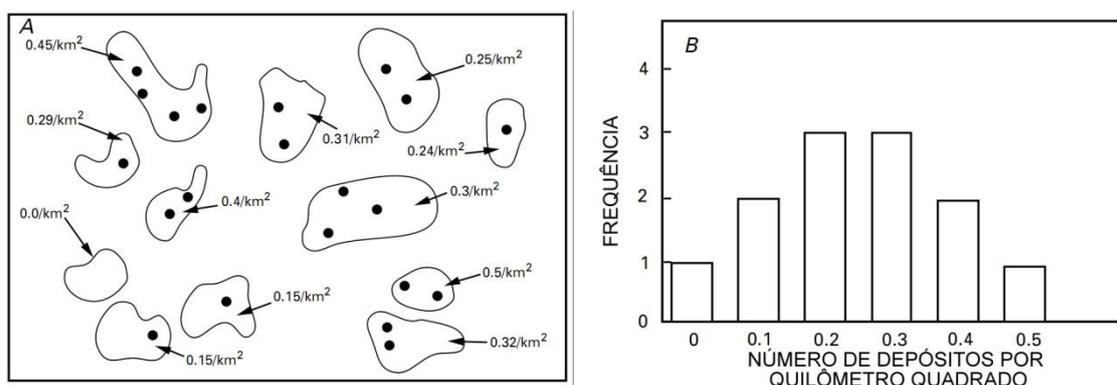 A
0.45/km²
0.25/km²
0.29/km²
0.31/km²
0.24/km²
0.4/km²
0.3/km²
0.0/km²
0.5/km²
0.15/km²
0.32/km²
0.15/km²
B
FREQUÊNCIA
4
3
2
1
0
0 0.1 0.2 0.3 0.4 0.5
NÚMERO DE DEPÓSITOS POR
QUILÔMETRO QUADRADO